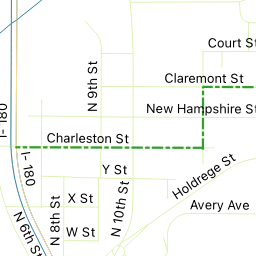 Court St
Claremont St
N 9th St
New Hampshire St
I- 180
Charleston St
I- 180
Y St
Holdrege St
X St
N 10th St
Avery Ave
N 8th St
N 6th St
W St